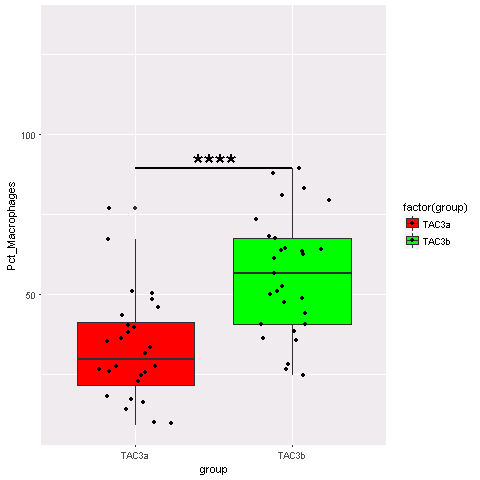 ****
100
50
Pct_Macrophages
TAC3a
TAC3b
group
factor(group)
TAC3a
TAC3b